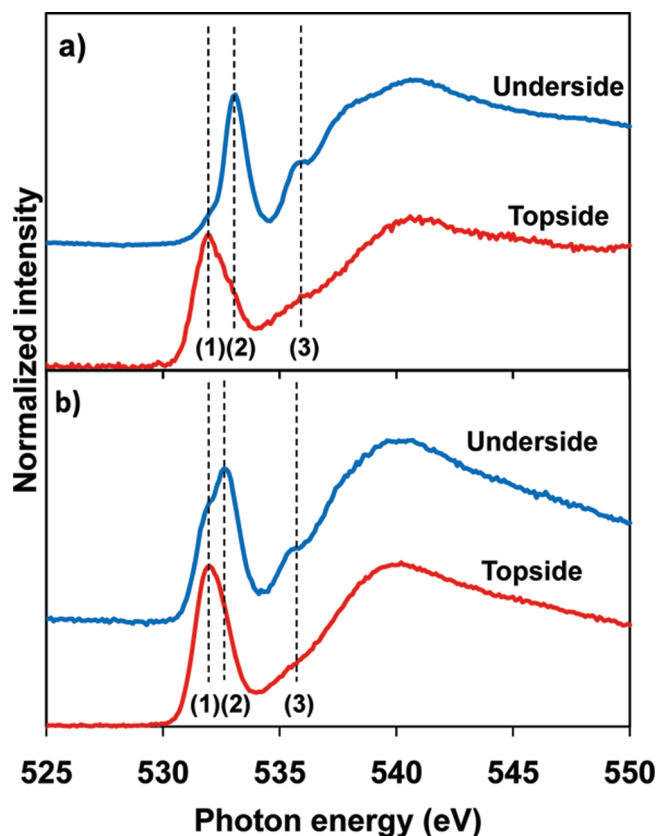 a)
Underside
Topside
(1) (2) (3)
b)
Underside
Topside
(1) (2) (3)
Normalized intensity
525 530 535 540 545 550
Photon energy (eV)